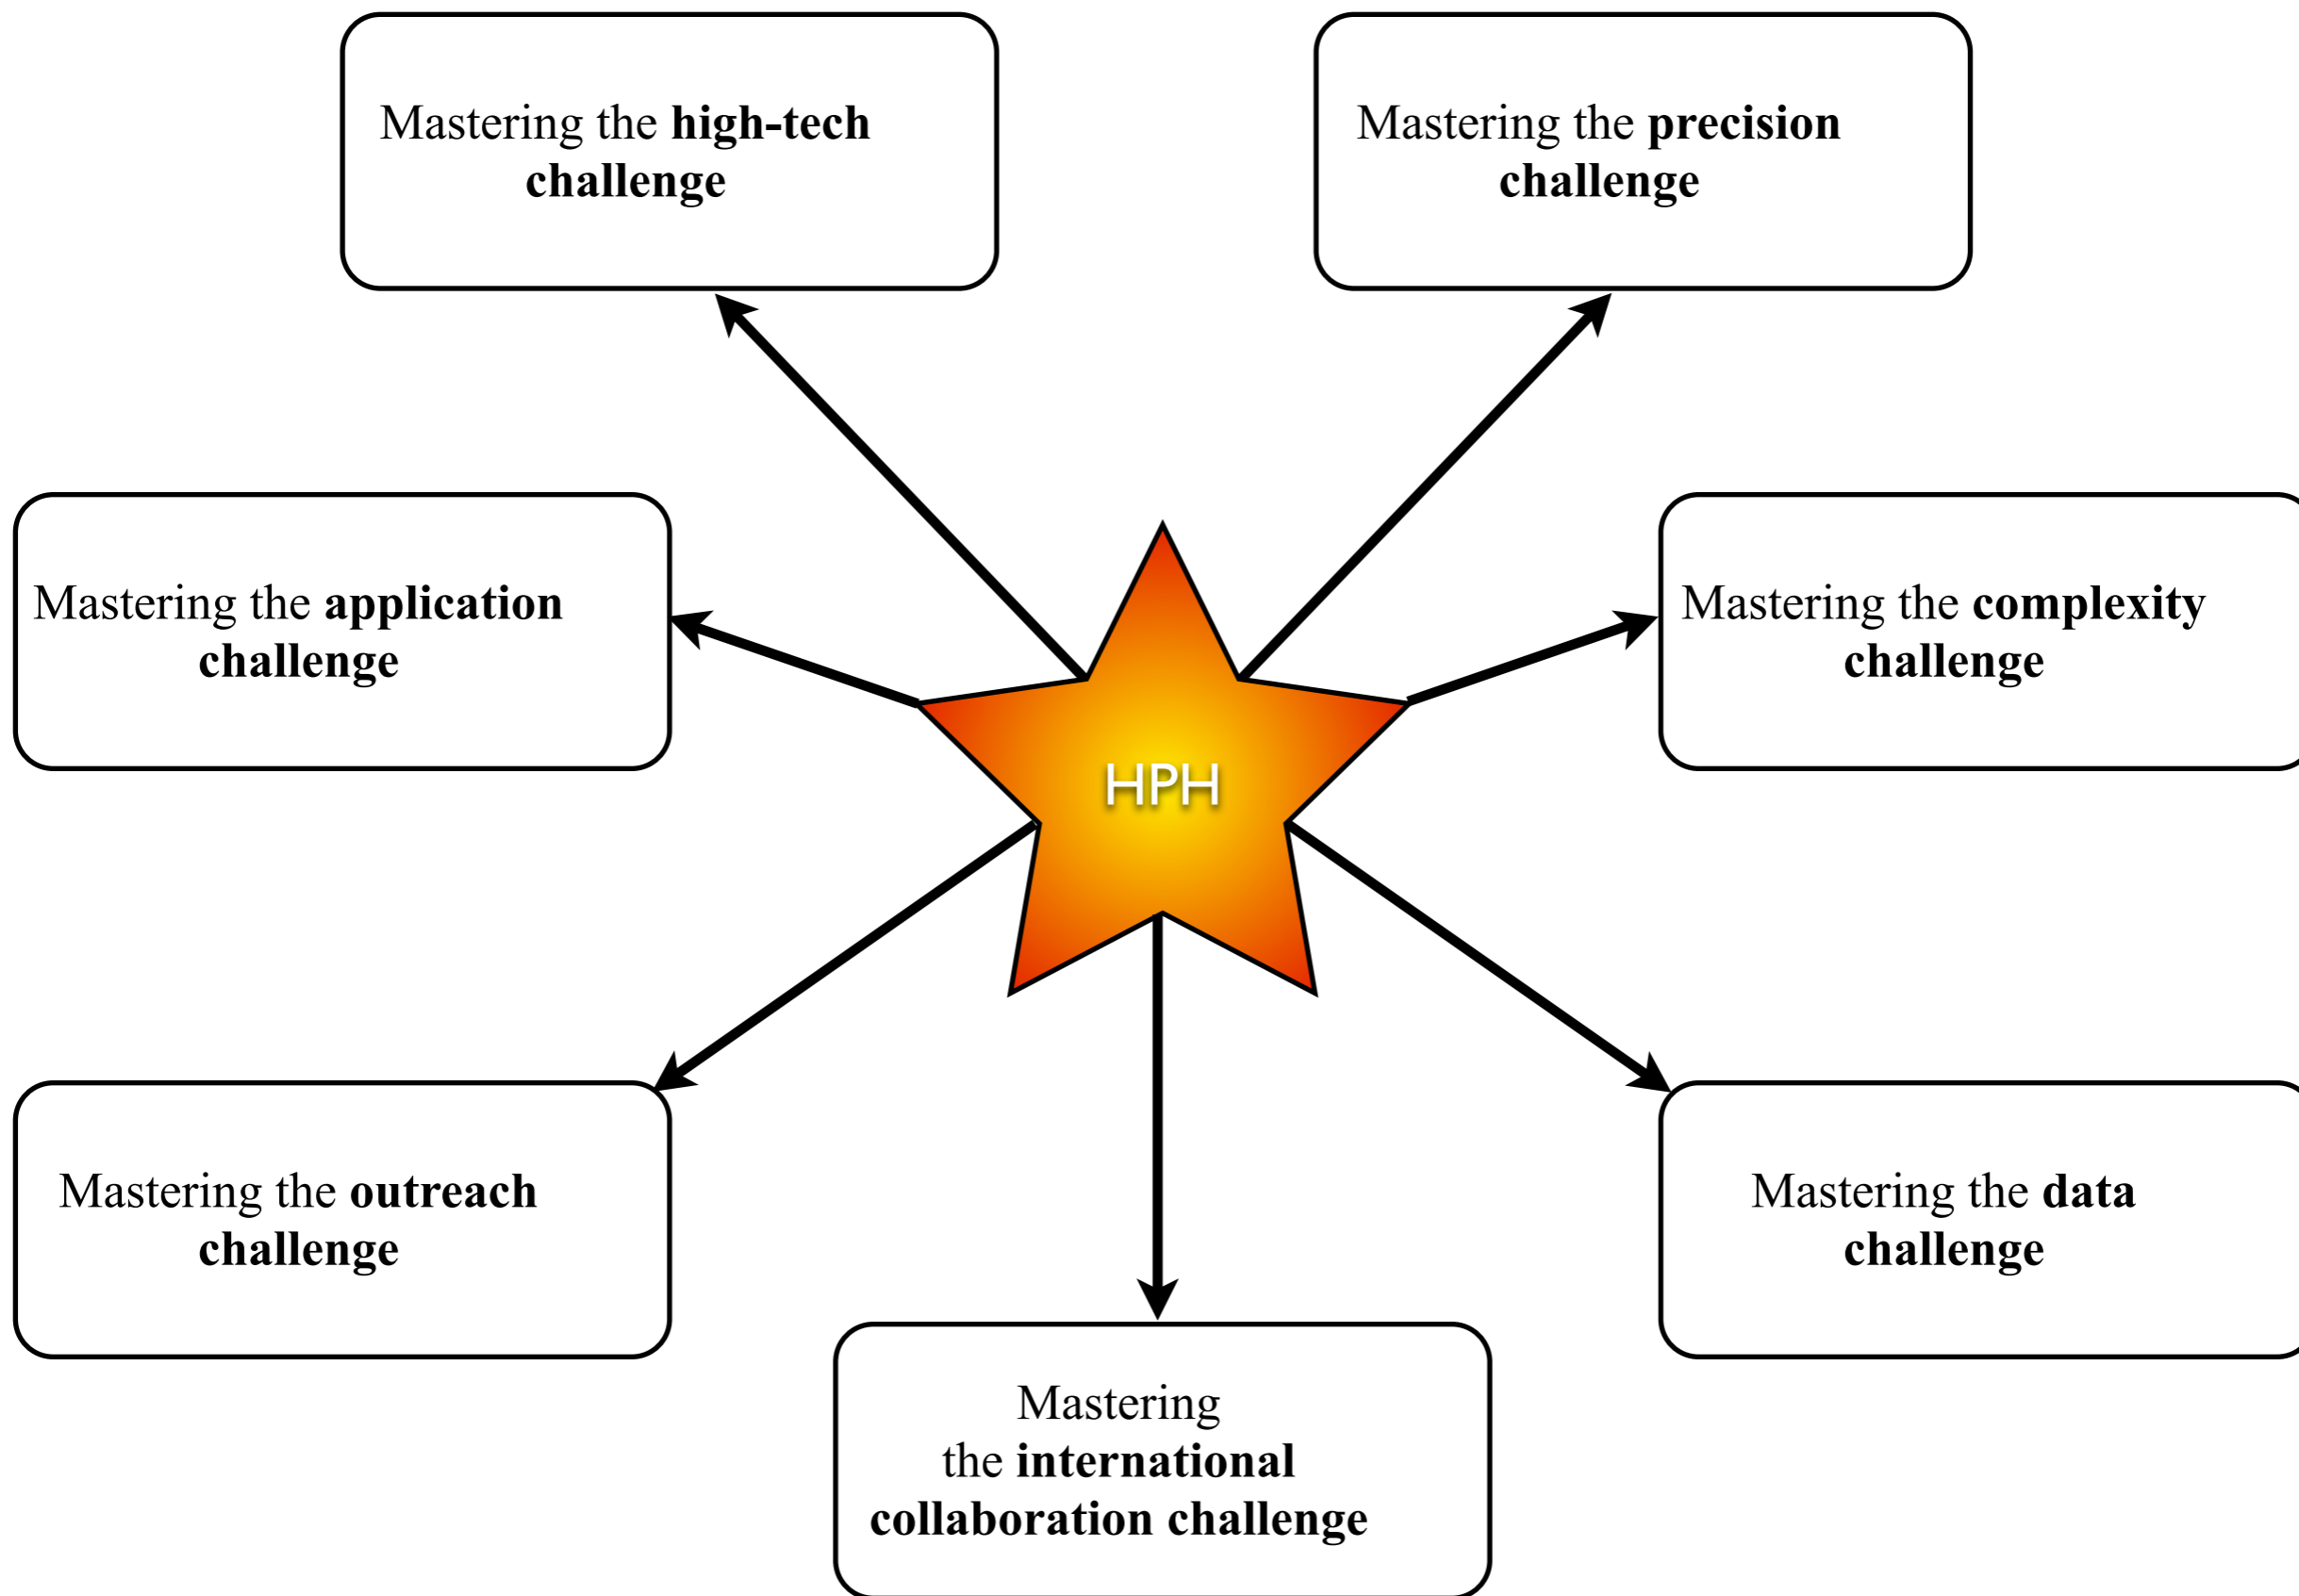 Mastering the high-tech
challenge
Mastering the precision
challenge
Mastering the application
challenge
Mastering the complexity
challenge
HPH
Mastering the outreach
challenge
Mastering the data
challenge
Mastering
the international
collaboration challenge